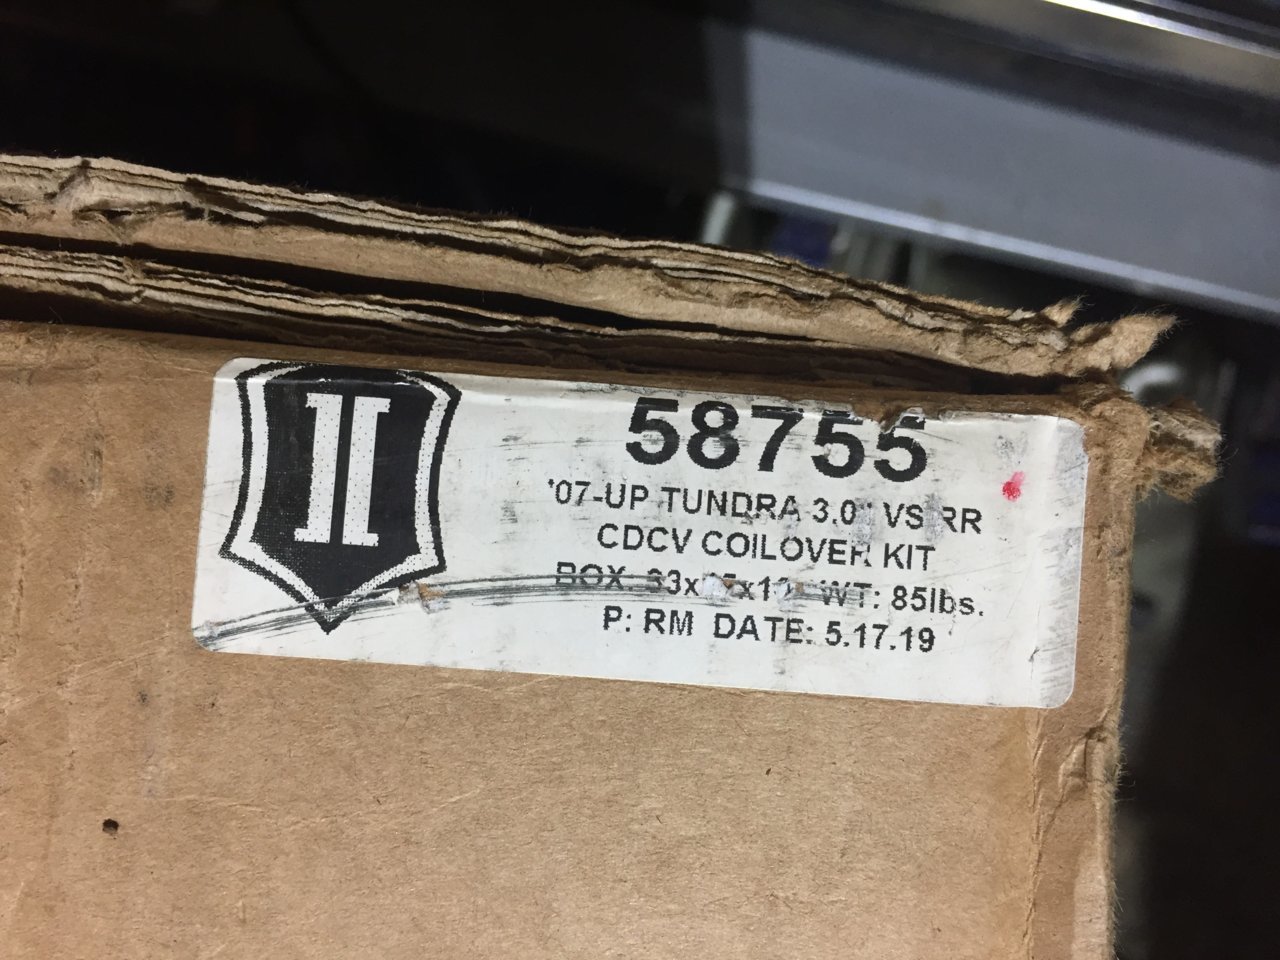 58755
'07-UP TUNDRA 3.0" VS RR
CDCV COILOVER KIT
BOX: WT: 85lbs.
P: RM DATE: 5.17.19